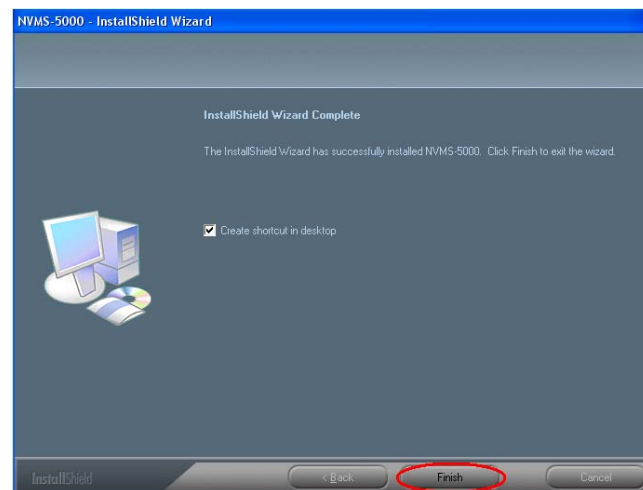 NVMS-5000 - InstallShield Wizard
InstallShield Wizard Complete
The InstallShield Wizard has successfully installed NVMS-5000. Click Finish to exit the wizard.
Create shortcut in desktop
InstallShield
< Back
Finish
Cancel